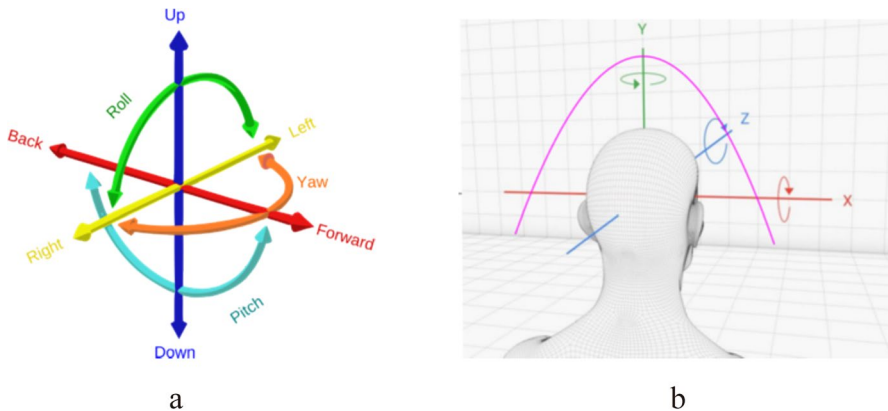 Up
Roll
Left
Back
Yaw
Right
Forward
Pitch
Down
a
Y
Z
X
b